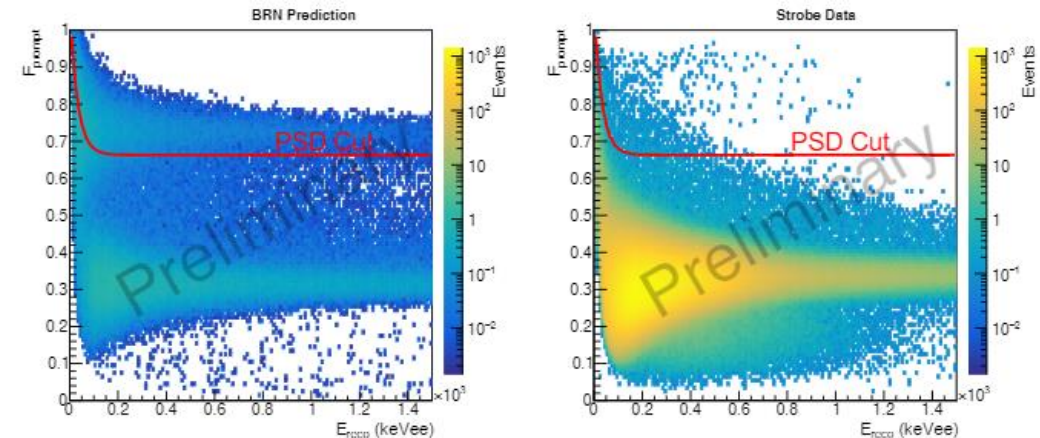 BRN Prediction
F_prompt
1
0.9
0.8
0.7
0.6
0.5
0.4
0.3
0.2
0.1
0
0 0.2 0.4 0.6 0.8 1 1.2 1.4
×10³
E_reco (keVee)
PSD Cut
Preliminary
Events
10³
10²
10
1
10⁻¹
10⁻²
Strobe Data
F_prompt
1
0.9
0.8
0.7
0.6
0.5
0.4
0.3
0.2
0.1
0
0 0.2 0.4 0.6 0.8 1 1.2 1.4
×10³
E_reco (keVee)
PSD Cut
Preliminary
Events
10³
10²
10
1
10⁻¹
10⁻²